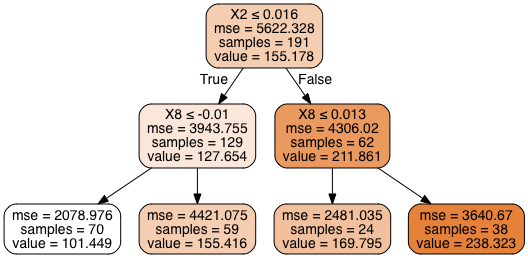 X2 ≤ 0.016
mse = 5622.328
samples = 191
value = 155.178
True
False
X8 ≤ -0.01
mse = 3943.755
samples = 129
value = 127.654
X8 ≤ 0.013
mse = 4306.02
samples = 62
value = 211.861
mse = 2078.976
samples = 70
value = 101.449
mse = 4421.075
samples = 59
value = 155.416
mse = 2481.035
samples = 24
value = 169.795
mse = 3640.67
samples = 38
value = 238.323